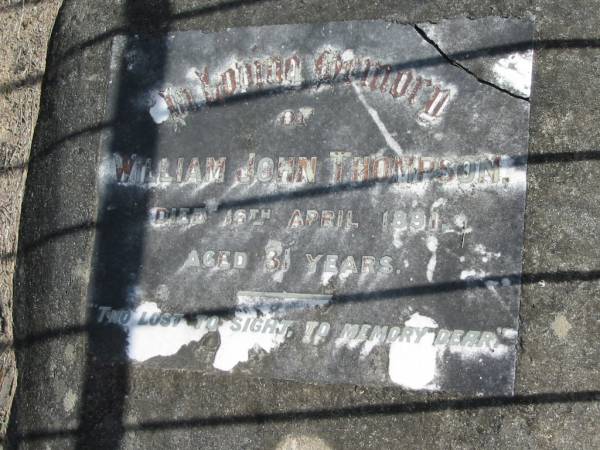 In Loving Memory
OF
WILLIAM JOHN THOMPSON.
DIED 16TH APRIL 1891.
AGED 31 YEARS.
"THO LOST TO SIGHT, TO MEMORY DEAR."